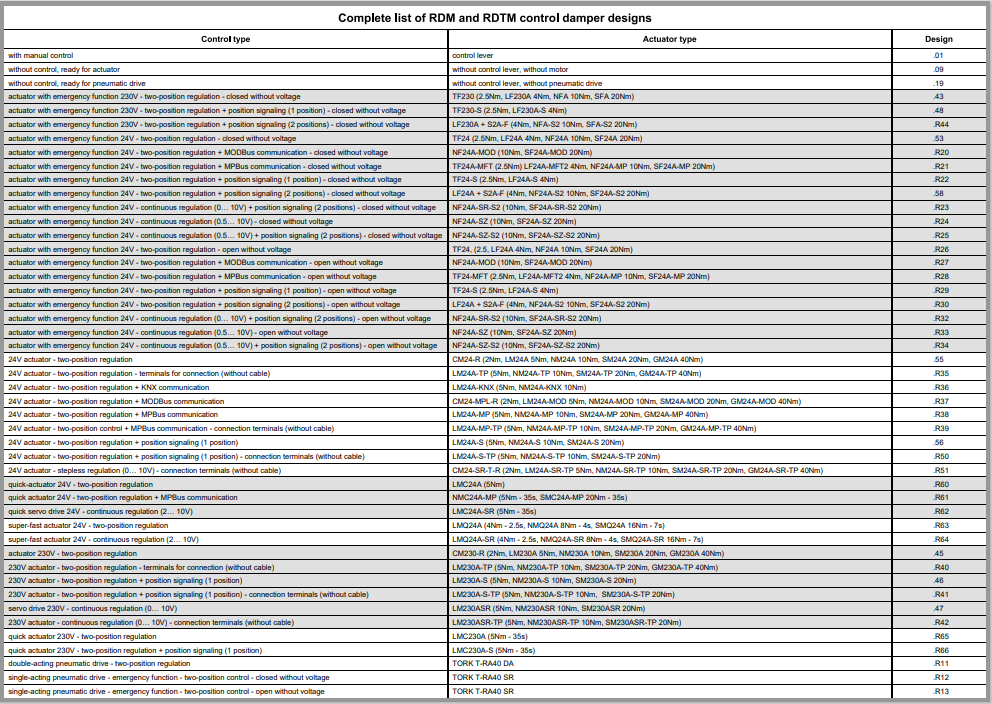 Complete list of RDM and RDTM control damper designs
Control type Actuator type Design
with manual control control lever .01
without control, ready for actuator without control lever, without motor .09
without control, ready for pneumatic drive without control lever, without pneumatic drive .19
actuator with emergency function 230V - two-position regulation - closed without voltage TF230 (2.5Nm, LF230A 4Nm, NFA 10Nm, SFA 20Nm) .43
actuator with emergency function 230V - two-position regulation + position signaling (1 position) - closed without voltage TF230-S (2.5Nm, LF230A-S 4Nm) .48
actuator with emergency function 230V - two-position regulation + position signaling (2 positions) - closed without voltage LF230A + S2A-F (4Nm, NFA-S2 10Nm, SFA-S2 20Nm) .R44
actuator with emergency function 24V - two-position regulation - closed without voltage TF24 (2.5Nm, LF24A 4Nm, NF24A 10Nm, SF24A 20Nm) .53
actuator with emergency function 24V - two-position regulation + MODBus communication - closed without voltage NF24A-MOD (10Nm, SF24A-MOD 20Nm) .R20
actuator with emergency function 24V - two-position regulation + MPBus communication - closed without voltage TF24A-MFT (2.5Nm) LF24A-MFT2 4Nm, NF24A-MP 10Nm, SF24A-MP 20Nm) .R21
actuator with emergency function 24V - two-position regulation + position signaling (1 position) - closed without voltage TF24-S (2.5Nm, LF24A-S 4Nm) .R22
actuator with emergency function 24V - two-position regulation + position signaling (2 positions) - closed without voltage LF24A + S2A-F (4Nm, NF24A-S2 10Nm, SF24A-S2 20Nm) .58
actuator with emergency function 24V - continuous regulation (0... 10V) + position signaling (2 positions) - closed without voltage NF24A-SR-S2 (10Nm, SF24A-SR-S2 20Nm) .R23
actuator with emergency function 24V - continuous regulation (0.5... 10V) - closed without voltage NF24A-SZ (10Nm, SF24A-SZ 20Nm) .R24
actuator with emergency function 24V - continuous regulation (0.5... 10V) + position signaling (2 positions) - closed without voltage NF24A-SZ-S2 (10Nm, SF24A-SZ-S2 20Nm) .R25
actuator with emergency function 24V - two-position regulation - open without voltage TF24, (2.5, LF24A 4Nm, NF24A 10Nm, SF24A 20Nm) .R26
actuator with emergency function 24V - two-position regulation + MODBus communication - open without voltage NF24A-MOD (10Nm, SF24A-MOD 20Nm) .R27
actuator with emergency function 24V - two-position regulation + MPBus communication - open without voltage TF24-MFT (2.5Nm, LF24A-MFT2 4Nm, NF24A-MP 10Nm, SF24A-MP 20Nm) .R28
actuator with emergency function 24V - two-position regulation + position signaling (1 position) - open without voltage TF24-S (2.5Nm, LF24A-S 4Nm) .R29
actuator with emergency function 24V - two-position regulation + position signaling (2 positions) - open without voltage LF24A + S2A-F (4Nm, NF24A-S2 10Nm, SF24A-S2 20Nm) .R30
actuator with emergency function 24V - continuous regulation (0... 10V) + position signaling (2 positions) - open without voltage NF24A-SR-S2 (10Nm, SF24A-SR-S2 20Nm) .R32
actuator with emergency function 24V - continuous regulation (0.5... 10V) - open without voltage NF24A-SZ (10Nm, SF24A-SZ 20Nm) .R33
actuator with emergency function 24V - continuous regulation (0.5... 10V) + position signaling (2 positions) - open without voltage NF24A-SZ-S2 (10Nm, SF24A-SZ-S2 20Nm) .R34
24V actuator - two-position regulation CM24-R (2Nm, LM24A 5Nm, NM24A 10Nm, SM24A 20Nm, GM24A 40Nm) .55
24V actuator - two-position regulation - terminals for connection (without cable) LM24A-TP (5Nm, NM24A-TP 10Nm, SM24A-TP 20Nm, GM24A-TP 40Nm) .R35
24V actuator - two-position regulation + KNX communication LM24A-KNX (5Nm, NM24A-KNX 10Nm) .R36
24V actuator - two-position regulation + MODBus communication CM24-MPL-R (2Nm, LM24A-MOD 5Nm, NM24A-MOD 10Nm, SM24A-MOD 20Nm, GM24A-MOD 40Nm) .R37
24V actuator - two-position regulation + MPBus communication LM24A-MP (5Nm, NM24A-MP 10Nm, SM24A-MP 20Nm, GM24A-MP 40Nm) .R38
24V actuator - two-position control + MPBus communication - connection terminals (without cable) LM24A-MP-TP (5Nm, NM24A-MP-TP 10Nm, SM24A-MP-TP 20Nm, GM24A-MP-TP 40Nm) .R39
24V actuator - two-position regulation + position signaling (1 position) LM24A-S (5Nm, NM24A-S 10Nm, SM24A-S 20Nm) .56
24V actuator - two-position regulation + position signaling (1 position) - connection terminals (without cable) LM24A-S-TP (5Nm, NM24A-S-TP 10Nm, SM24A-S-TP 20Nm) .R50
24V actuator - stepless regulation (0... 10V) - connection terminals (without cable) CM24-SR-T-R (2Nm, LM24A-SR-TP 5Nm, NM24A-SR-TP 10Nm, SM24A-SR-TP 20Nm, GM24A-SR-TP 40Nm) .R51
quick-actuator 24V - two-position regulation LMC24A (5Nm) .R60
quick actuator 24V - two-position regulation + MPBus communication NMC24A-MP (5Nm - 35s, SMC24A-MP 20Nm - 35s) .R61
quick servo drive 24V - continuous regulation (2... 10V) LMC24A-SR (5Nm - 35s) .R62
super-fast actuator 24V - two-position regulation LMQ24A (4Nm - 2.5s, NMQ24A 8Nm - 4s, SMQ24A 16Nm - 7s) .R63
super-fast actuator 24V - continuous regulation (2... 10V) LMQ24A-SR (4Nm - 2.5s, NMQ24A-SR 8Nm - 4s, SMQ24A-SR 16Nm - 7s) .R64
actuator 230V - two-position regulation CM230-R (2Nm, LM230A 5Nm, NM230A 10Nm, SM230A 20Nm, GM230A 40Nm) .45
230V actuator - two-position regulation - terminals for connection (without cable) LM230A-TP (5Nm, NM230A-TP 10Nm, SM230A-TP 20Nm, GM230A-TP 40Nm) .R40
230V actuator - two-position regulation + position signaling (1 position) LM230A-S (5Nm, NM230A-S 10Nm, SM230A-S 20Nm) .46
230V actuator - two-position regulation + position signaling (1 position) - connection terminals (without cable) LM230A-S-TP (5Nm, NM230A-S-TP 10Nm, SM230A-S-TP 20Nm) .R41
servo drive 230V - continuous regulation (0... 10V) LM230ASR (5Nm, NM230ASR 10Nm, SM230ASR 20Nm) .47
230V actuator - continuous regulation (0... 10V) - connection terminals (without cable) LM230ASR-TP (5Nm, NM230ASR-TP 10Nm, SM230ASR-TP 20Nm) .R42
quick actuator 230V - two-position regulation LMC230A (5Nm - 35s) .R65
quick actuator 230V - two-position regulation + position signaling (1 position) LMC230A-S (5Nm - 35s) .R66
double-acting pneumatic drive - two-position regulation TORK T-RA40 DA .R11
single-acting pneumatic drive - emergency function - two-position control - closed without voltage TORK T-RA40 SR .R12
single-acting pneumatic drive - emergency function - two-position control - open without voltage TORK T-RA40 SR .R13